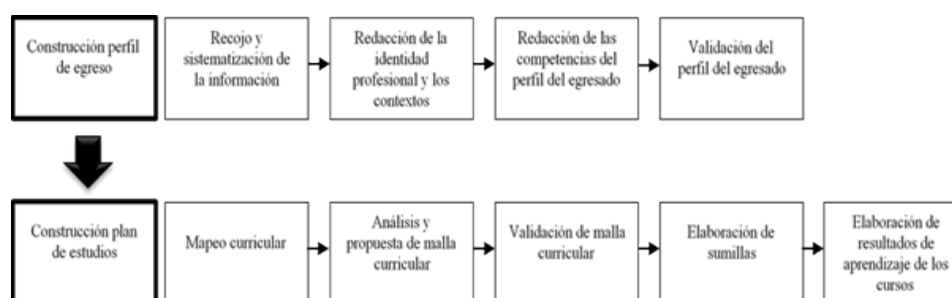 Construcción perfil
de egreso
Recojo y
sistematización de
la información
Redacción de la
identidad
profesional y los
contextos
Redacción de las
competencias del
perfil del egresado
Validación del
perfil del egresado
Construcción plan
de estudios
Mapeo curricular
Análisis y
propuesta de malla
curricular
Validación de malla
curricular
Elaboración de
sumillas
Elaboración de
resultados de
aprendizaje de los
cursos